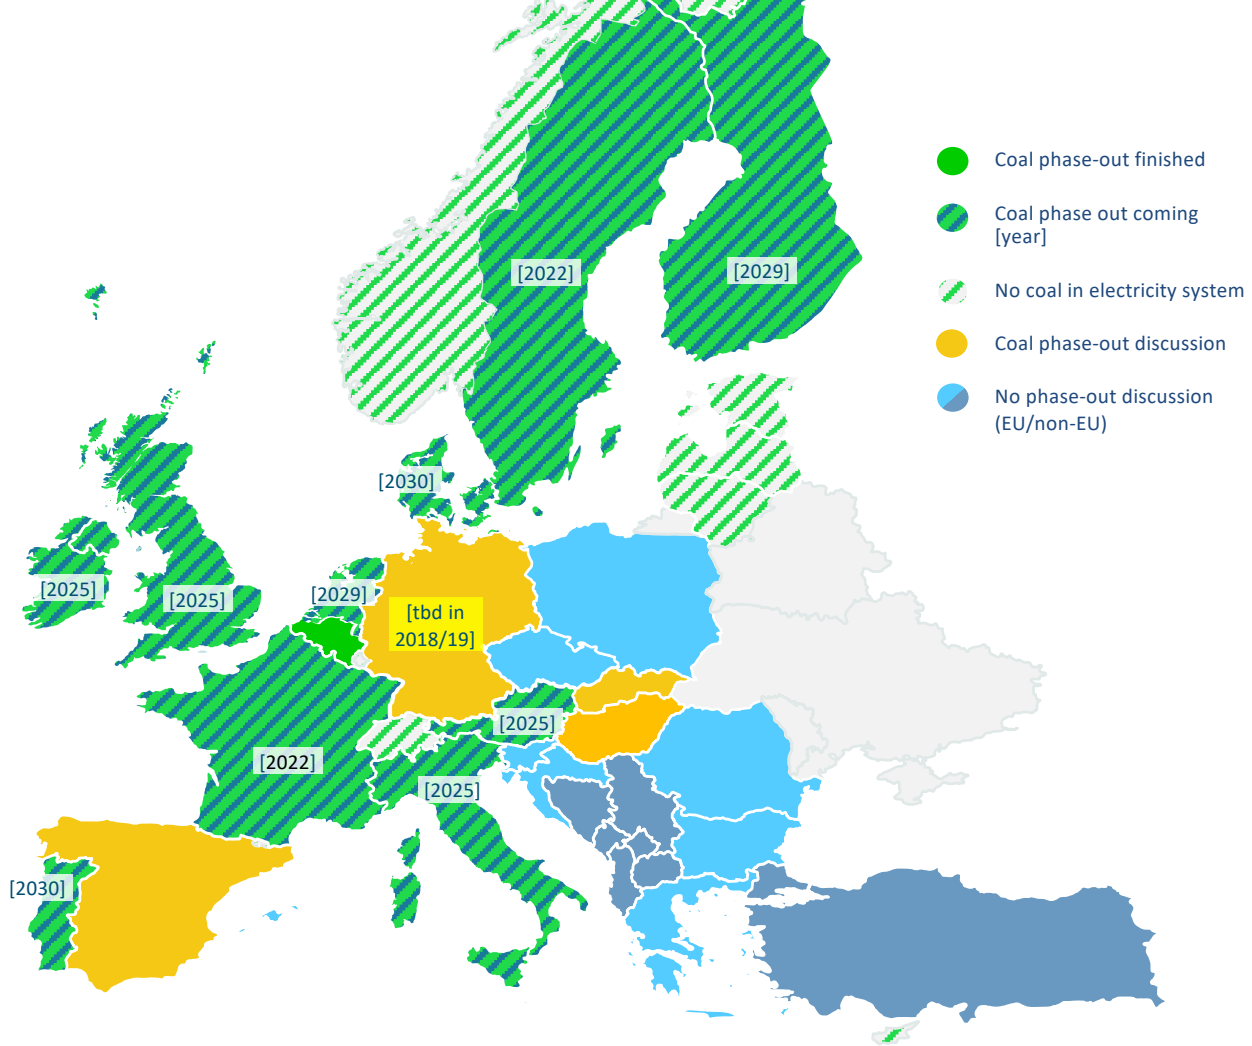 Coal phase-out finished
Coal phase out coming
[year]
No coal in electricity system
Coal phase-out discussion
No phase-out discussion
(EU/non-EU)
[2022]
[2029]
[2030]
[2025]
[2025]
[2029]
[tbd in
2018/19]
[2025]
[2022]
[2025]
[2030]